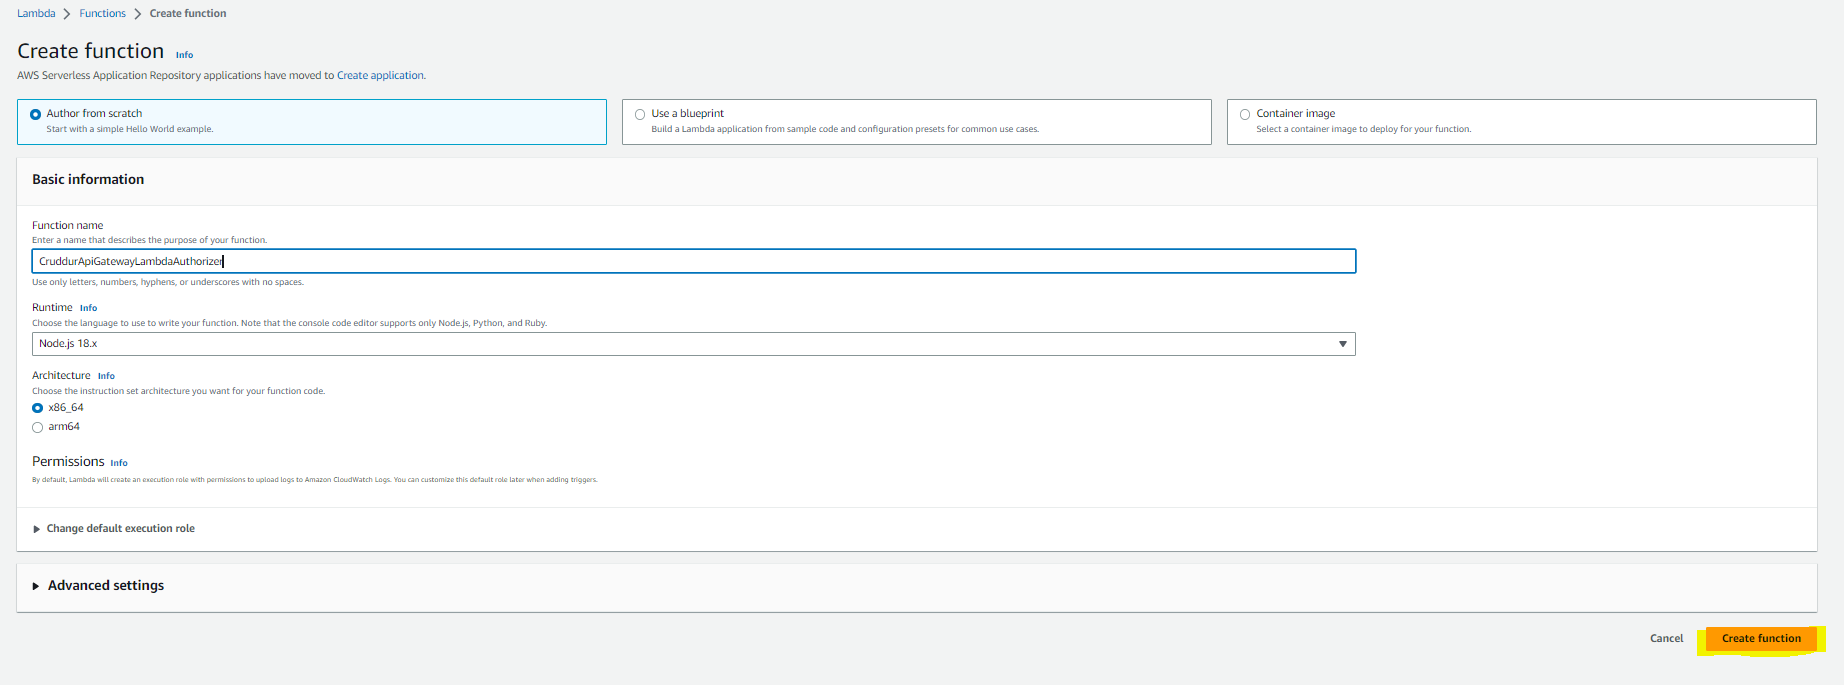 Lambda > Functions > Create function
Create function Info
AWS Serverless Application Repository applications have moved to Create application.
Author from scratch
Start with a simple Hello World example.
Use a blueprint
Build a Lambda application from sample code and configuration presets for common use cases.
Container image
Select a container image to deploy for your function.
Basic information
Function name
Enter a name that describes the purpose of your function.
CruddurApiGatewayLambdaAuthorizer
Use only letters, numbers, hyphens, or underscores with no spaces.
Runtime Info
Choose the language to use to write your function. Note that the console code editor supports only Node.js, Python, and Ruby.
Node.js 18.x
Architecture Info
Choose the instruction set architecture you want for your function code.
x86_64
arm64
Permissions Info
By default, Lambda will create an execution role with permissions to upload logs to Amazon CloudWatch Logs. You can customize this default role later when adding triggers.
Change default execution role
Advanced settings
Cancel Create function